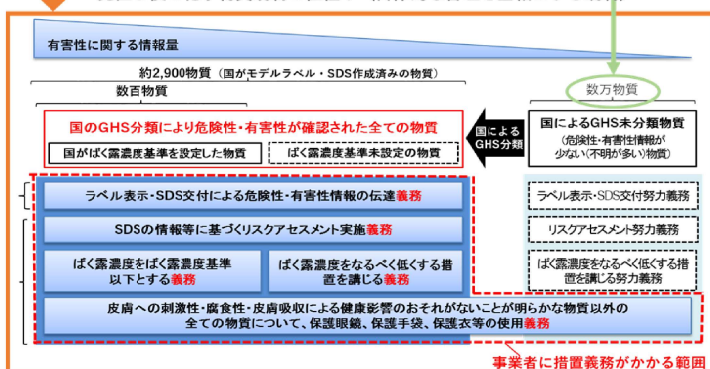 有害性に関する情報量
約2,900物質（国がモデルラベル・SDS作成済みの物質）
数百物質
数万物質
国のGHS分類により危険性・有害性が確認された全ての物質
国がばく露濃度基準を設定した物質
ばく露濃度基準未設定の物質
国による
GHS分類
国によるGHS未分類物質
（危険性・有害性情報が
少ない（不明が多い）物質）
ラベル表示・SDS交付による危険性・有害性情報の伝達義務
ラベル表示・SDS交付努力義務
SDSの情報等に基づくリスクアセスメント実施義務
リスクアセスメント努力義務
ばく露濃度をばく露濃度基準
以下とする義務
ばく露濃度をなるべく低くする措
置を講じる義務
ばく露濃度をなるべく低くする措
置を講じる努力義務
皮膚への刺激性・腐食性・皮膚吸収による健康影響のおそれがないことが明らかな物質以外の
全ての物質について、保護眼鏡、保護手袋、保護衣等の使用義務
事業者に措置義務がかかる範囲